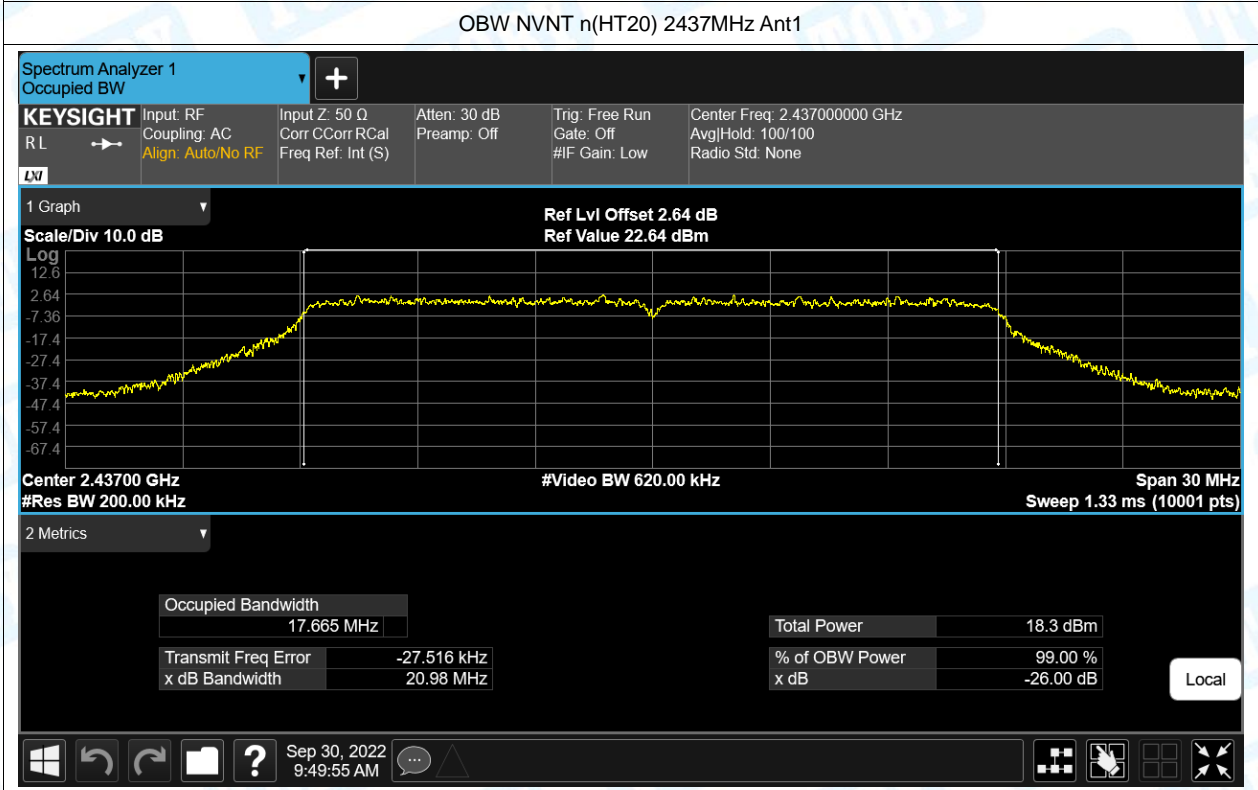 OBW NVNT n(HT20) 2437MHz Ant1
Spectrum Analyzer 1
Occupied BW
KEYSIGHT
RL
LXI
Input: RF
Coupling: AC
Align: Auto/No RF
Input Z: 50 Ω
Corr CCorr RCal
Freq Ref: Int (S)
Atten: 30 dB
Preamp: Off
Trig: Free Run
Gate: Off
#IF Gain: Low
Center Freq: 2.437000000 GHz
Avg|Hold: 100/100
Radio Std: None
1 Graph
Scale/Div 10.0 dB
Ref Lvl Offset 2.64 dB
Ref Value 22.64 dBm
Log
12.6
2.64
-7.36
-17.4
-27.4
-37.4
-47.4
-57.4
-67.4
Center 2.43700 GHz
#Video BW 620.00 kHz
Span 30 MHz
#Res BW 200.00 kHz
Sweep 1.33 ms (10001 pts)
2 Metrics
Occupied Bandwidth
17.665 MHz
Total Power 18.3 dBm
Transmit Freq Error -27.516 kHz
% of OBW Power 99.00 %
x dB Bandwidth 20.98 MHz
x dB -26.00 dB
Local
?
Sep 30, 2022
9:49:55 AM